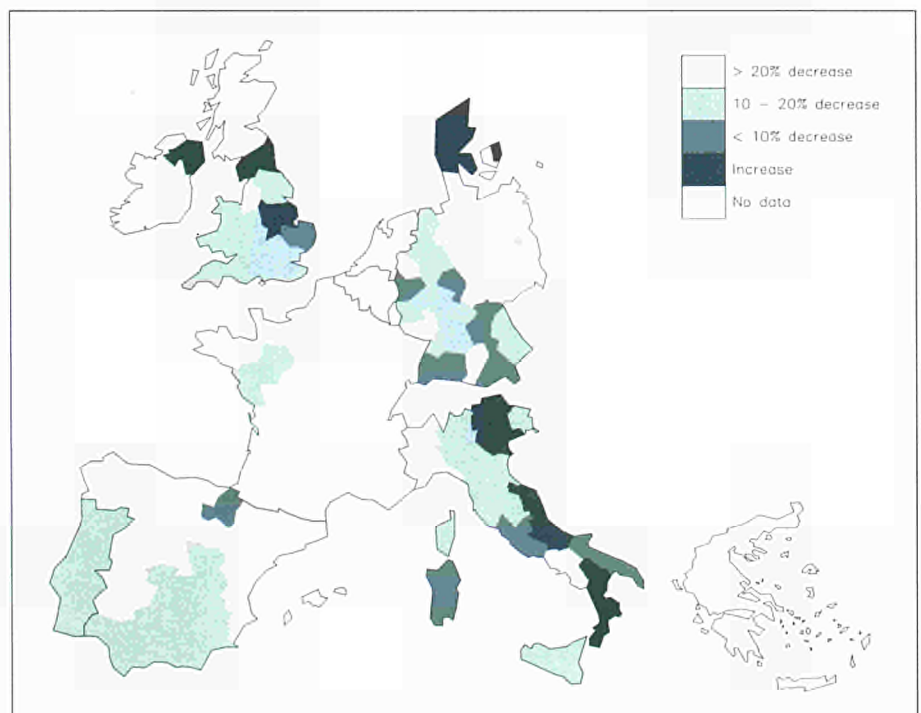 > 20% decrease
10 – 20% decrease
< 10% decrease
Increase
No data